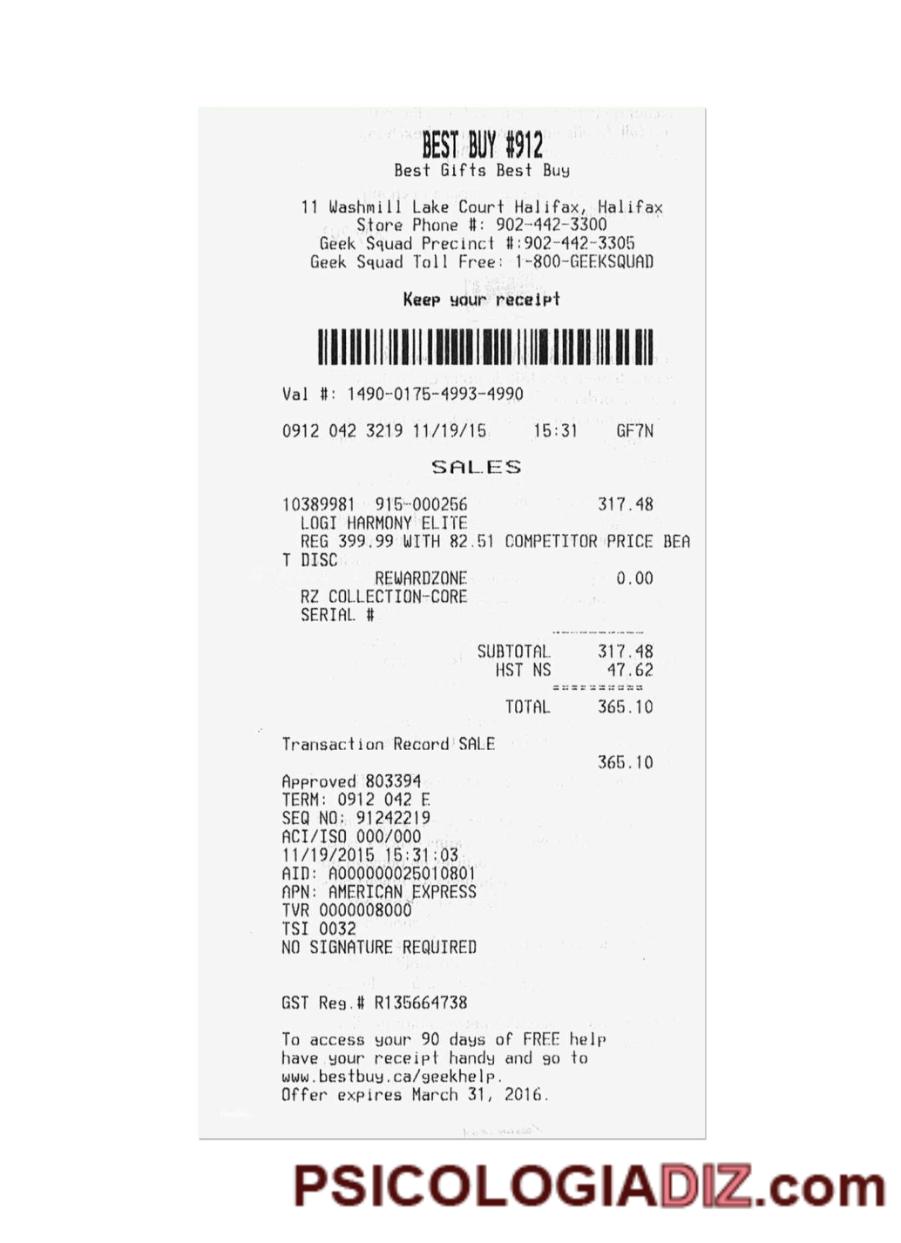 BEST BUY #912
Best Gifts Best Buy
11 Washmill Lake Court Halifax, Halifax
Store Phone #: 902-442-3300
Geek Squad Precinct #:902-442-3305
Geek Squad Toll Free: 1-800-GEEKSQUAD
Keep your receipt
Val #: 1490-0175-4993-4990
0912 042 3219 11/19/15 15:31 GF7N
SALES
10389981 915-000256 317.48
LOGI HARMONY ELITE
REG 399.99 WITH 82.51 COMPETITOR PRICE BEA
T DISC
REWARDZONE 0.00
RZ COLLECTION-CORE
SERIAL #
SUBTOTAL 317.48
HST NS 47.62
TOTAL 365.10
Transaction Record SALE
365.10
Approved 803394
TERM: 0912 042 E
SEQ NO: 91242219
ACI/ISO 000/000
11/19/2015 15:31:03
AID: A000000025010801
APN: AMERICAN EXPRESS
TVR 0000008000
TSI 0032
NO SIGNATURE REQUIRED
GST Reg.# R135664738
To access your 90 days of FREE help
have your receipt handy and go to
www.bestbuy.ca/geekhelp.
Offer expires March 31, 2016.
PSICOLOGIADIZ.com